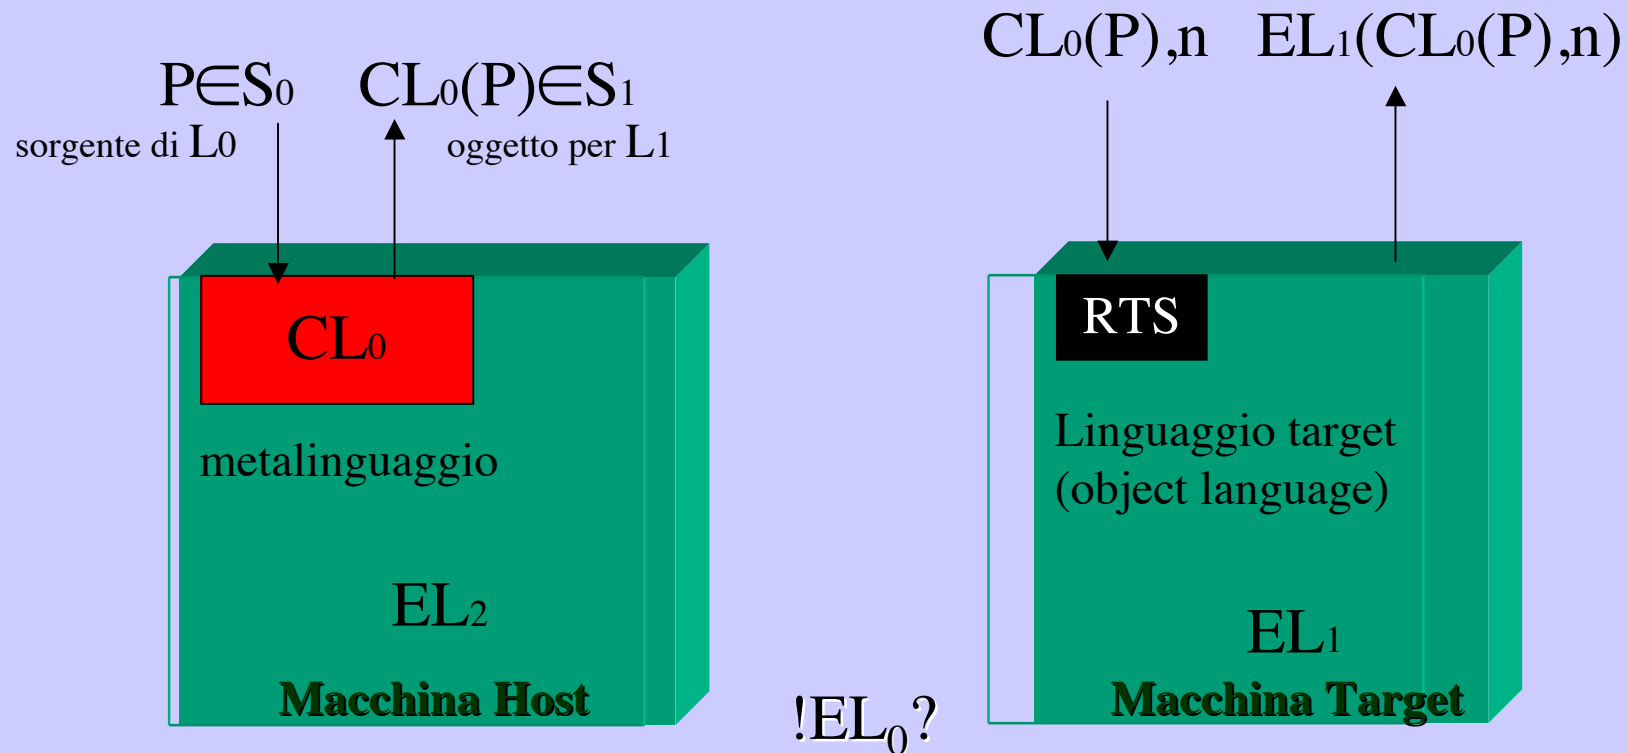 P∈S₀ CL₀(P)∈S₁
sorgente di L0 oggetto per L1
CL₀
metalinguaggio
EL₂
Macchina Host
!EL₀?
CL₀(P),n EL₁(CL₀(P),n)
RTS
Linguaggio target
(object language)
EL₁
Macchina Target